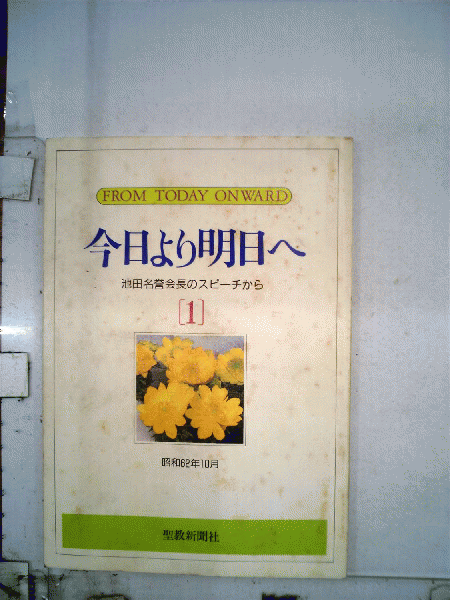 FROM TODAY ONWARD
今日より明日へ
池田名誉会長のスピーチから
[1]
昭和62年10月
聖教新聞社